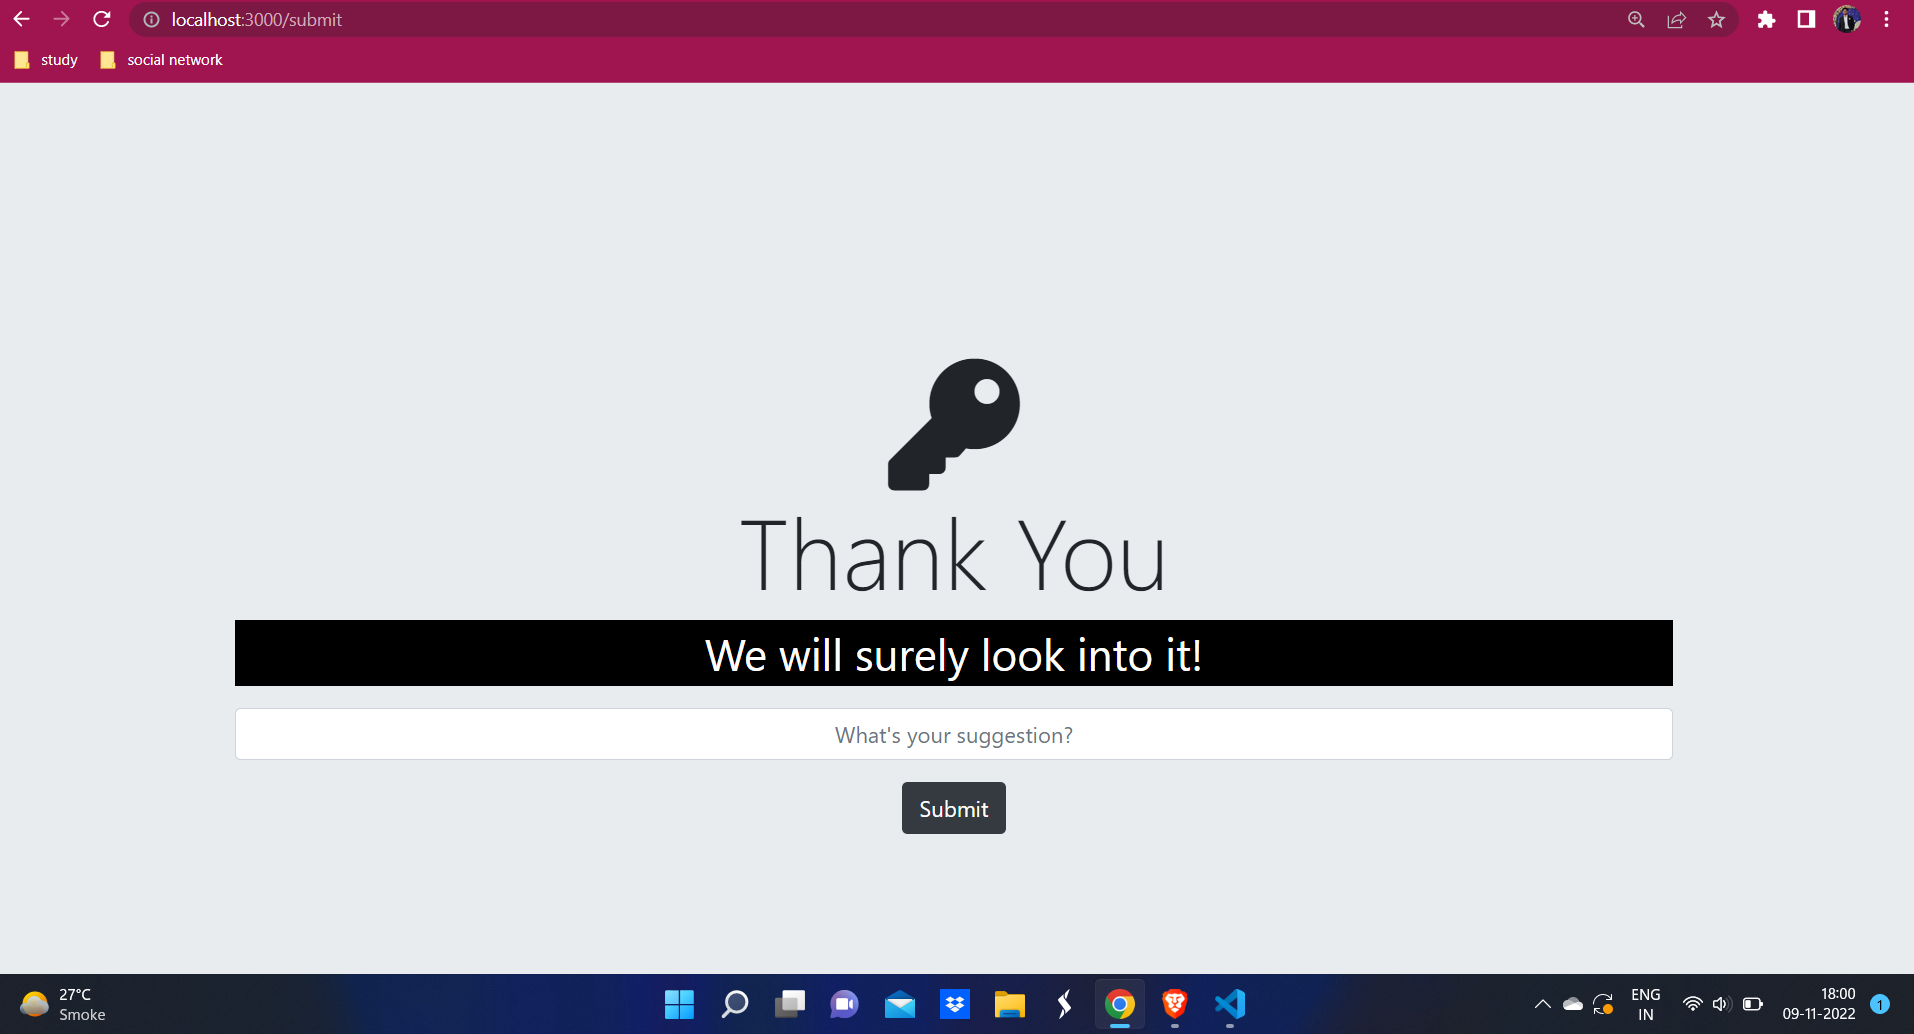 localhost:3000/submit
study
social network
Thank You
We will surely look into it!
What's your suggestion?
Submit
27°C
Smoke
ENG
IN
18:00
09-11-2022
1